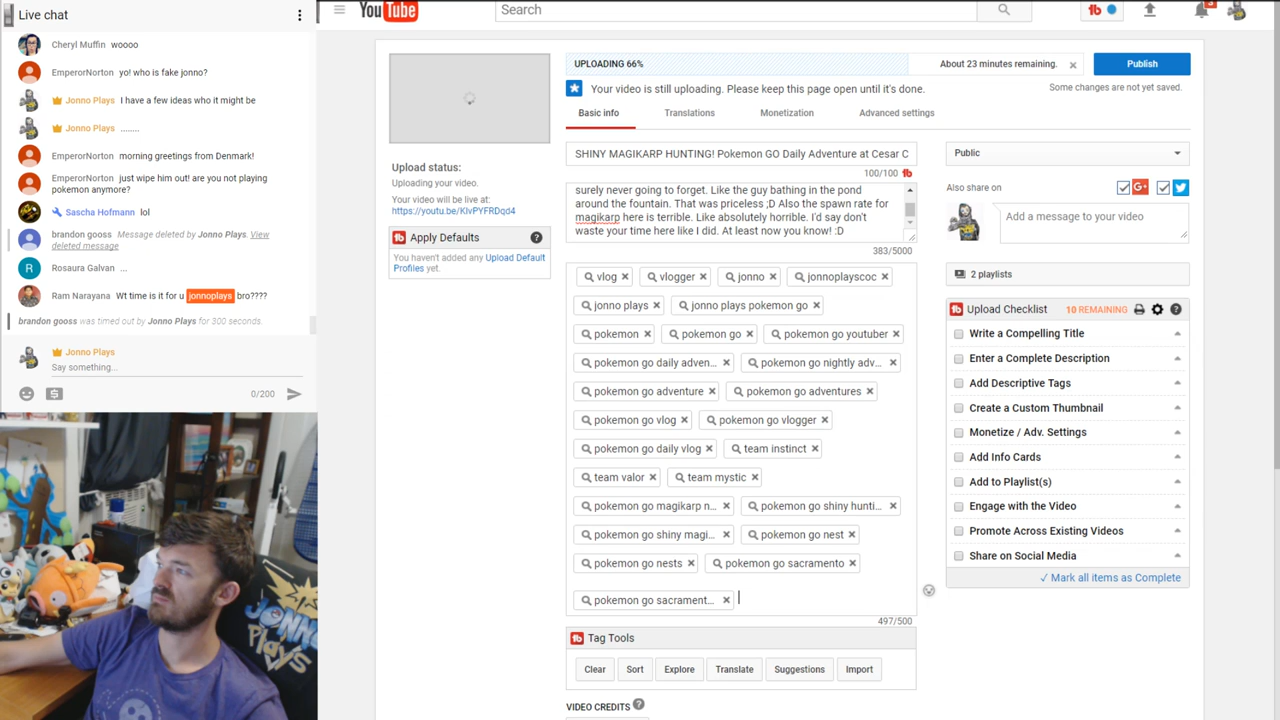 Live chat
Cheryl Muffin woooo
EmperorNorton yo! who is fake jonno?
Jonno Plays I have a few ideas who it might be
Jonno Plays ........
EmperorNorton morning greetings from Denmark!
EmperorNorton just wipe him out! are you not playing
pokemon anymore?
Sascha Hofmann lol
brandon gooss Message deleted by Jonno Plays. View
deleted message
R Rosaura Galvan ...
Ram Narayana Wt time is it for u jonnoplays bro????
brandon gooss was timed out by Jonno Plays for 300 seconds.
Jonno Plays
Say something...
0/200
JONNO
PLAYS
YouTube
Search
tb
UPLOADING 66%
About 23 minutes remaining.
Publish
Your video is still uploading. Please keep this page open until it's done.
Some changes are not yet saved.
Basic info Translations Monetization Advanced settings
Upload status:
Uploading your video.
Your video will be live at:
https://youtu.be/KIvPYFRDqd4
tb Apply Defaults ?
You haven't added any Upload Default
Profiles yet.
SHINY MAGIKARP HUNTING! Pokemon GO Daily Adventure at Cesar C
100/100 tb
surely never going to forget. Like the guy bathing in the pond
around the fountain. That was priceless ;D Also the spawn rate for
magikarp here is terrible. Like absolutely horrible. I'd say don't
waste your time here like I did. At least now you know! :D
383/5000
vlog vlogger jonno jonnoplayscoc
jonno plays jonno plays pokemon go
pokemon pokemon go pokemon go youtuber
pokemon go daily adven... pokemon go nightly adv...
pokemon go adventure pokemon go adventures
pokemon go vlog pokemon go vlogger
pokemon go daily vlog team instinct
team valor team mystic
pokemon go magikarp n... pokemon go shiny hunti...
pokemon go shiny magi... pokemon go nest
pokemon go nests pokemon go sacramento
pokemon go sacrament...
497/500
tb Tag Tools
Clear Sort Explore Translate Suggestions Import
VIDEO CREDITS ?
Public
Also share on
G+
Add a message to your video
2 playlists
tb Upload Checklist 10 REMAINING ?
Write a Compelling Title
Enter a Complete Description
Add Descriptive Tags
Create a Custom Thumbnail
Monetize / Adv. Settings
Add Info Cards
Add to Playlist(s)
Engage with the Video
Promote Across Existing Videos
Share on Social Media
✓ Mark all items as Complete